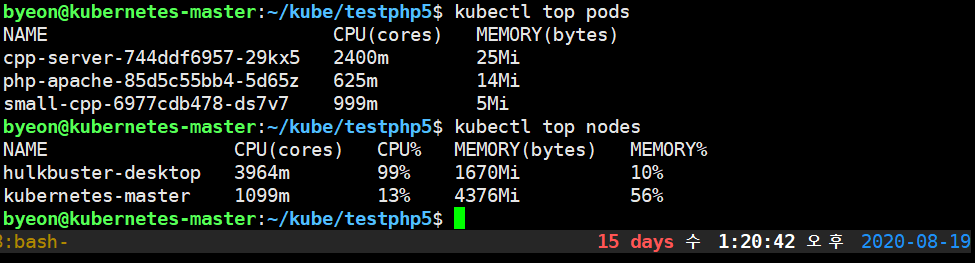 byeon@kubernetes-master:~/kube/testphp5$ kubectl top pods
NAME CPU(cores) MEMORY(bytes)
cpp-server-744ddf6957-29kx5 2400m 25Mi
php-apache-85d5c55bb4-5d65z 625m 14Mi
small-cpp-6977cdb478-ds7v7 999m 5Mi
byeon@kubernetes-master:~/kube/testphp5$ kubectl top nodes
NAME CPU(cores) CPU% MEMORY(bytes) MEMORY%
hulkbuster-desktop 3964m 99% 1670Mi 10%
kubernetes-master 1099m 13% 4376Mi 56%
byeon@kubernetes-master:~/kube/testphp5$
:bash- 15 days 수 1:20:42 오후 2020-08-19